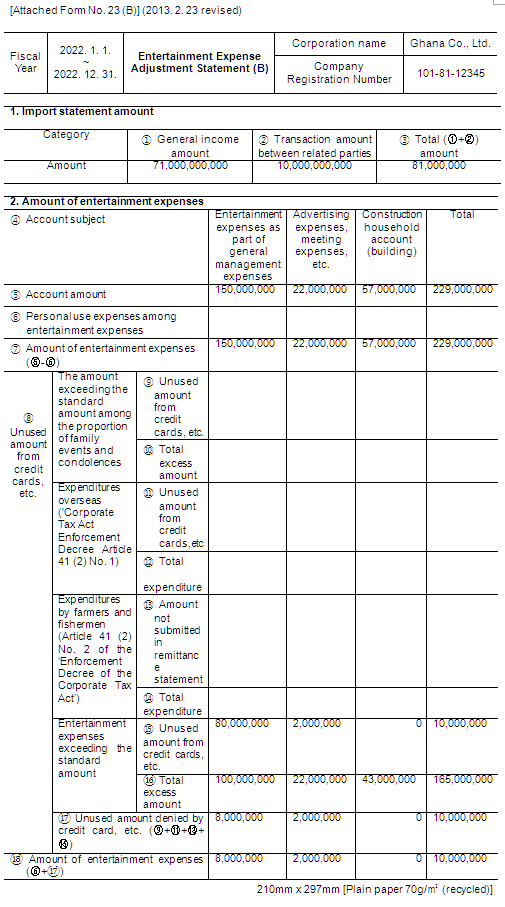 [Attached Form No. 23 (B)] (2013. 2. 23 revised)
Fiscal
Year
2022. 1. 1.
~
2022. 12. 31.
Entertainment Expense
Adjustment Statement (B)
Corporation name
Ghana Co., Ltd.
Company
Registration Number
101-81-12345
1. Import statement amount
Category
① General income
amount
② Transaction amount
between related parties
③ Total (①+②)
amount
Amount
71,000,000,000
10,000,000,000
81,000,000
2. Amount of entertainment expenses
④ Account subject
Entertainment
expenses as
part of
general
management
expenses
Advertising
expenses,
meeting
expenses,
etc.
Construction
household
account
(building)
Total
⑤ Account amount
150,000,000
22,000,000
57,000,000
229,000,000
⑥ Personal use expenses among
entertainment expenses
⑦ Amount of entertainment expenses
(⑤-⑥)
150,000,000
22,000,000
57,000,000
229,000,000
⑧
Unused
amount
from
credit
cards,
etc.
The amount
exceeding the
standard
amount among
the proportion
of family
events and
condolences
⑨ Unused
amount
from
credit
cards, etc.
⑩ Total
excess
amount
Expenditures
overseas
('Corporate
Tax Act
Enforcement
Decree Article
41 (2) No. 1)
⑪ Unused
amount
from
credit
cards,etc
⑫ Total
expenditure
Expenditures
by farmers and
fishermen
(Article 41 (2)
No. 2 of the
'Enforcement
Decree of the
Corporate Tax
Act')
⑬ Amount
not
submitted
in
remittanc
e
statement
⑭ Total
expenditure
Entertainment
expenses
exceeding the
standard
amount
⑮ Unused
amount from
credit cards,
etc.
80,000,000
2,000,000
0
10,000,000
⑯ Total
excess
amount
100,000,000
22,000,000
43,000,000
165,000,000
⑰ Unused amount denied by
credit card, etc. (⑨+⑪+⑬+
⑮)
8,000,000
2,000,000
0
10,000,000
⑱ Amount of entertainment expenses
(⑥+⑰)
8,000,000
2,000,000
0
10,000,000
210mm x 297mm [Plain paper 70g/m² (recycled)]